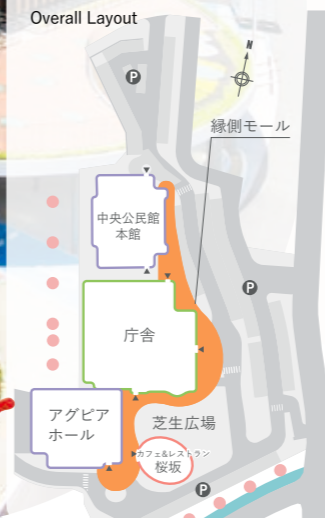 Overall Layout
N
P
縁側モール
中央公民館
本館
P
庁舎
アグピア
ホール
芝生広場
カフェ&レストラン
桜坂
P